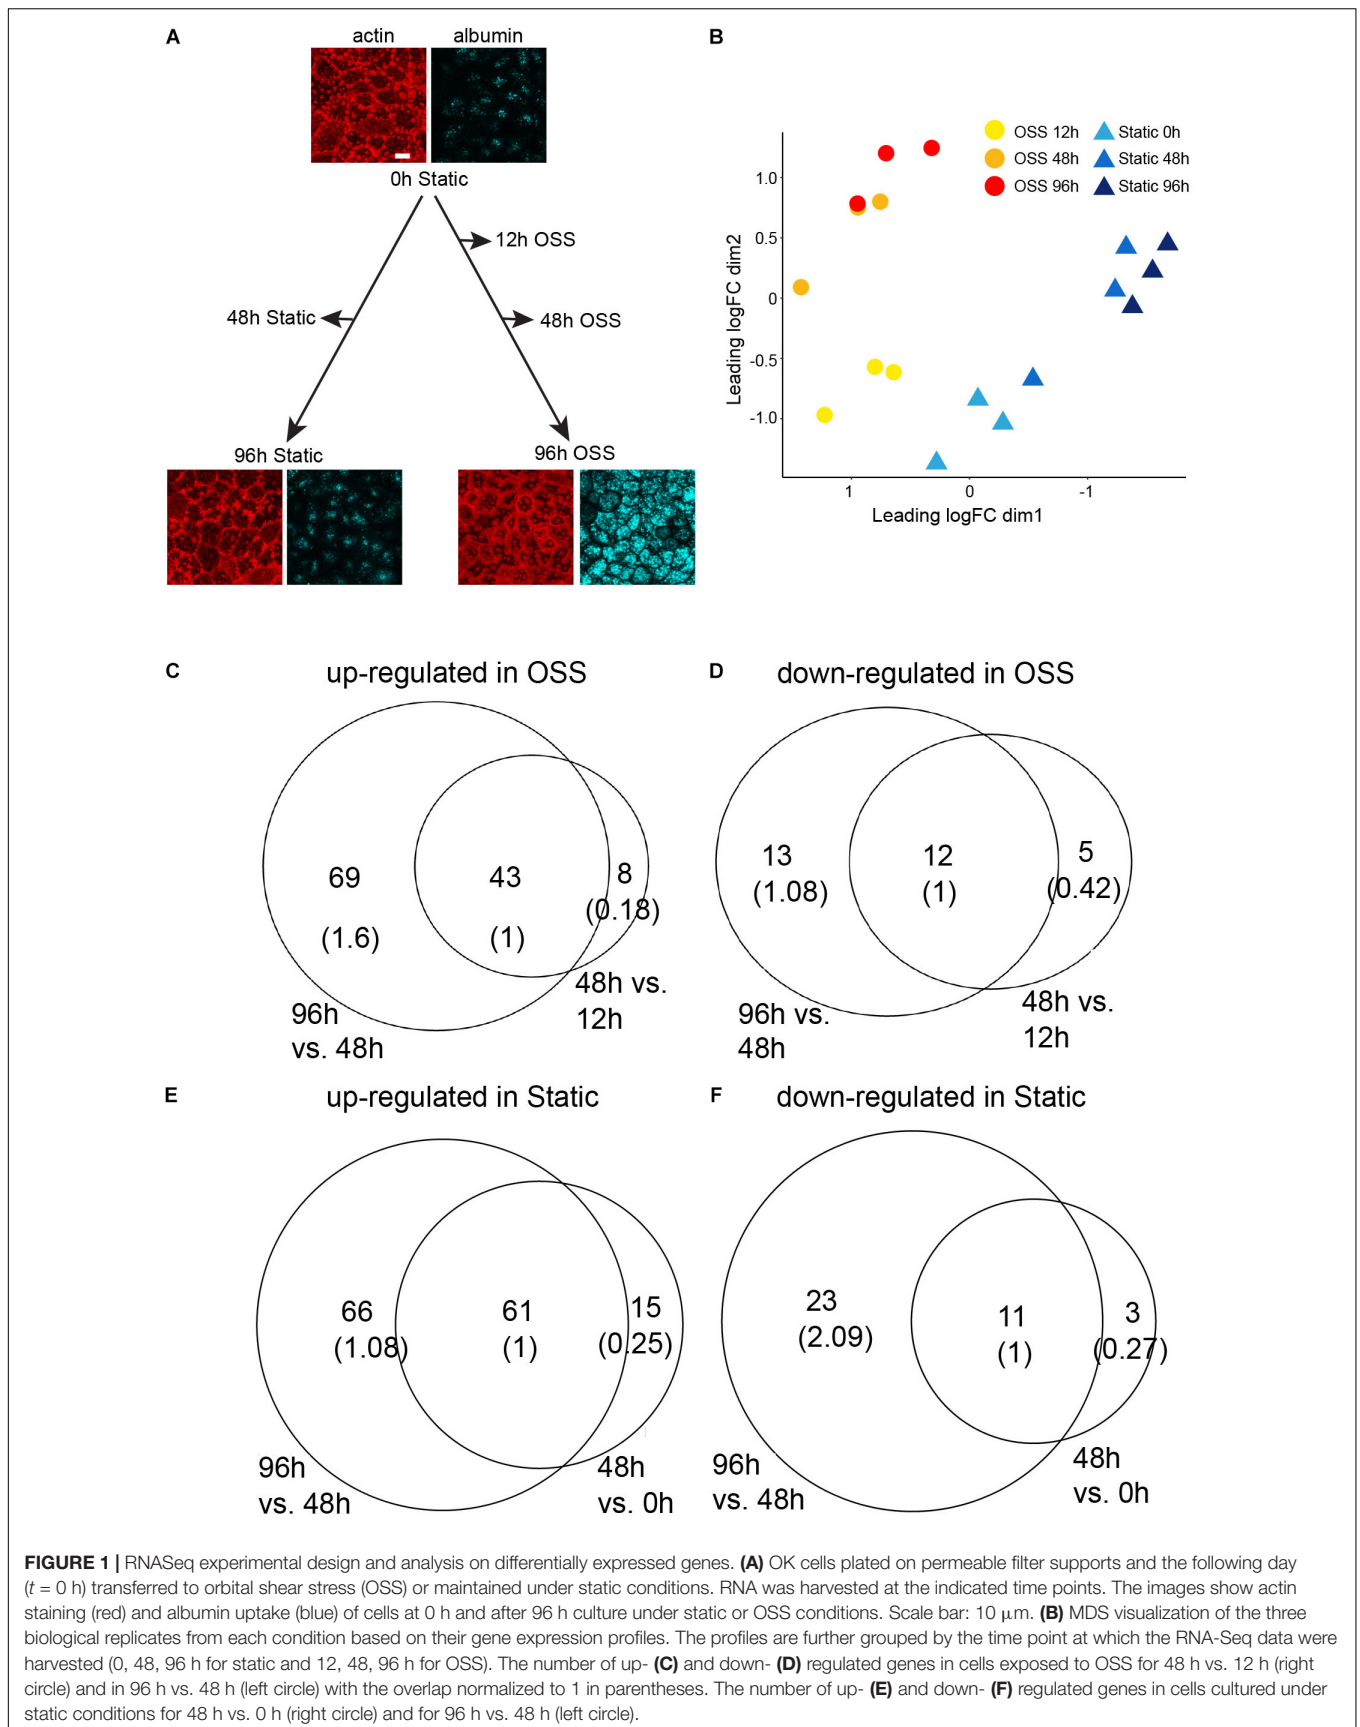 A
actin
albumin
0h Static
12h OSS
48h Static
48h OSS
96h Static
96h OSS
B
OSS 12h
Static 0h
OSS 48h
Static 48h
OSS 96h
Static 96h
1.0
0.5
0
-0.5
-1.0
Leading logFC dim2
1
0
-1
Leading logFC dim1
C
up-regulated in OSS
69
(1.6)
43
(1)
8
(0.18)
96h
vs. 48h
48h vs.
12h
D
down-regulated in OSS
13
(1.08)
12
(1)
5
(0.42)
96h vs.
48h
48h vs.
12h
E
up-regulated in Static
66
(1.08)
61
(1)
15
(0.25)
96h
vs. 48h
48h
vs. 0h
F
down-regulated in Static
23
(2.09)
11
(1)
3
(0.27)
96h
vs. 48h
48h
vs. 0h
FIGURE 1 | RNASeq experimental design and analysis on differentially expressed genes. (A) OK cells plated on permeable filter supports and the following day
(t = 0 h) transferred to orbital shear stress (OSS) or maintained under static conditions. RNA was harvested at the indicated time points. The images show actin
staining (red) and albumin uptake (blue) of cells at 0 h and after 96 h culture under static or OSS conditions. Scale bar: 10 μm. (B) MDS visualization of the three
biological replicates from each condition based on their gene expression profiles. The profiles are further grouped by the time point at which the RNA-Seq data were
harvested (0, 48, 96 h for static and 12, 48, 96 h for OSS). The number of up- (C) and down- (D) regulated genes in cells exposed to OSS for 48 h vs. 12 h (right
circle) and in 96 h vs. 48 h (left circle) with the overlap normalized to 1 in parentheses. The number of up- (E) and down- (F) regulated genes in cells cultured under
static conditions for 48 h vs. 0 h (right circle) and for 96 h vs. 48 h (left circle).